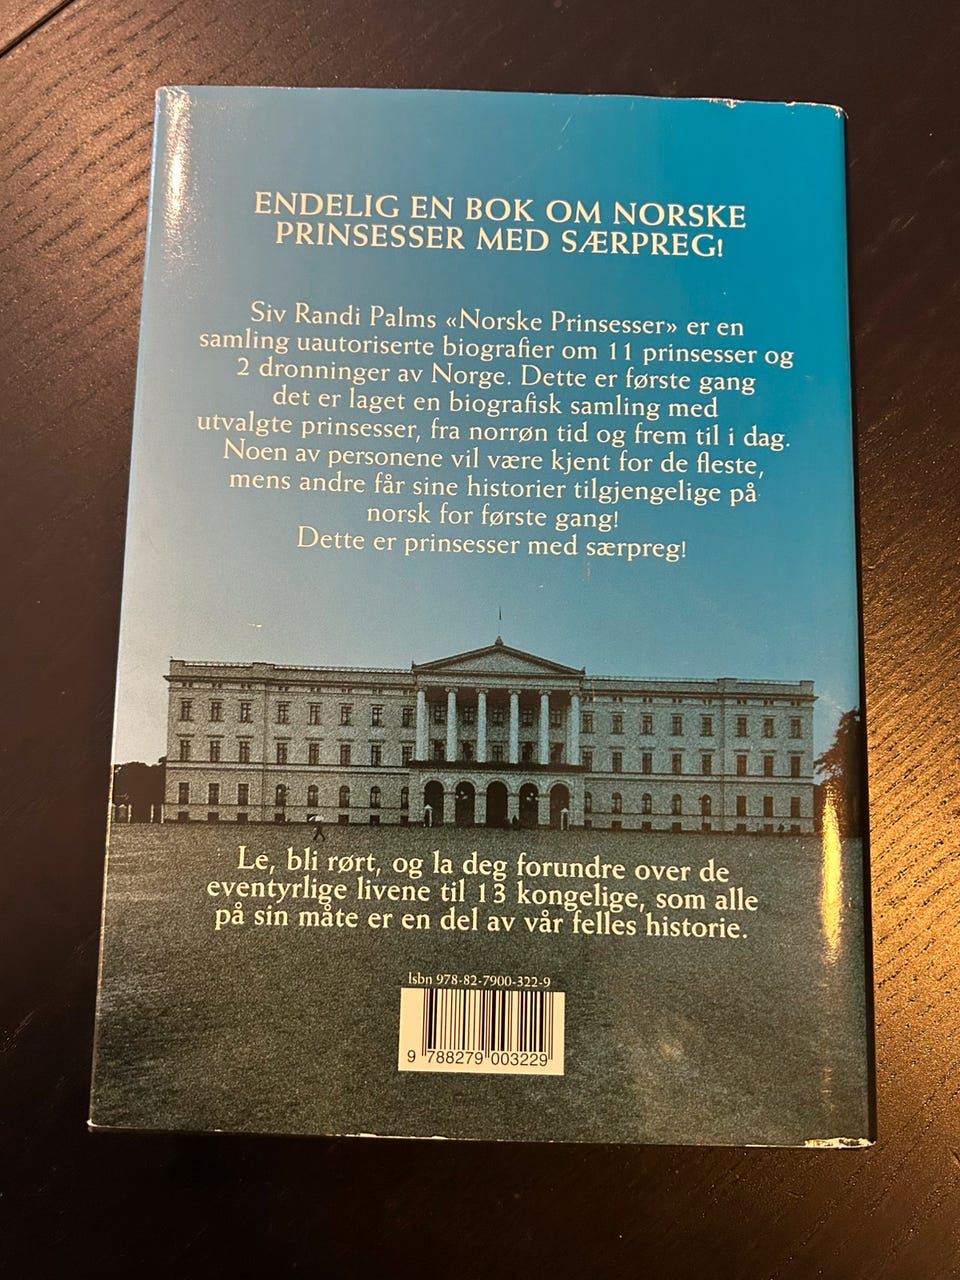 ENDELIG EN BOK OM NORSKE
PRINSESSER MED SÆRPREG!
Siv Randi Palms «Norske Prinsesser» er en
samling uautoriserte biografier om 11 prinsesser og
2 dronninger av Norge. Dette er første gang
det er laget en biografisk samling med
utvalgte prinsesser, fra norrøn tid og frem til i dag.
Noen av personene vil være kjent for de fleste,
mens andre får sine historier tilgjengelige på
norsk for første gang!
Dette er prinsesser med særpreg!
Le, bli rørt, og la deg forundre over de
eventyrlige livene til 13 kongelige, som alle
på sin måte er en del av vår felles historie.
Isbn 978-82-7900-322-9
9 788279 003229